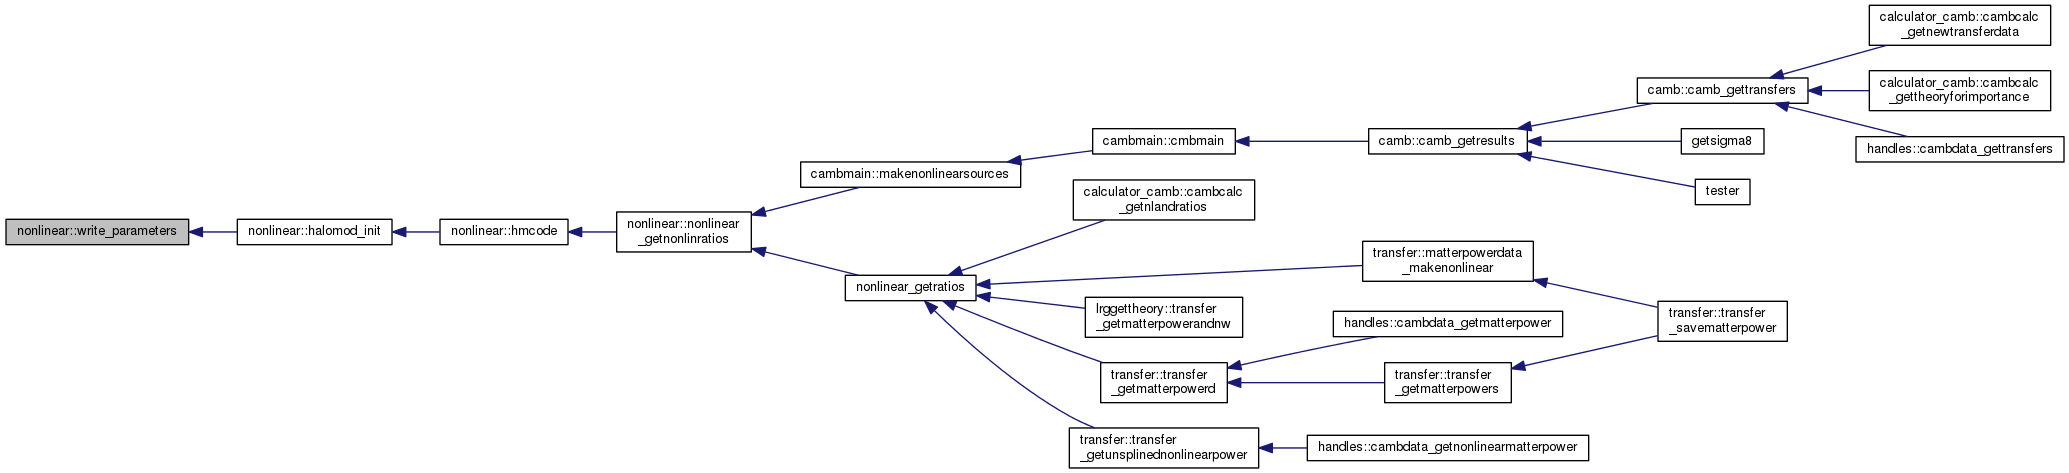 calculator_camb::cambcalc
_getnewtransferdata
camb::camb_gettransfers
calculator_camb::cambcalc
_gettheoryforimportance
cambmain::cmbmain
camb::camb_getresults
getsigma8
handles::cambdata_gettransfers
cambmain::makenonlinearsources
tester
calculator_camb::cambcalc
_getnlandratios
nonlinear::write_parameters
nonlinear::halomod_init
nonlinear::hmcode
nonlinear::nonlinear
_getnonlinratios
transfer::matterpowerdata
_makenonlinear
nonlinear_getratios
lrggettheory::transfer
_getmatterpowerandnw
handles::cambdata_getmatterpower
transfer::transfer
_savematterpower
transfer::transfer
_getmatterpowerd
transfer::transfer
_getmatterpowers
transfer::transfer
_getunsplinednonlinearpower
handles::cambdata_getnonlinearmatterpower